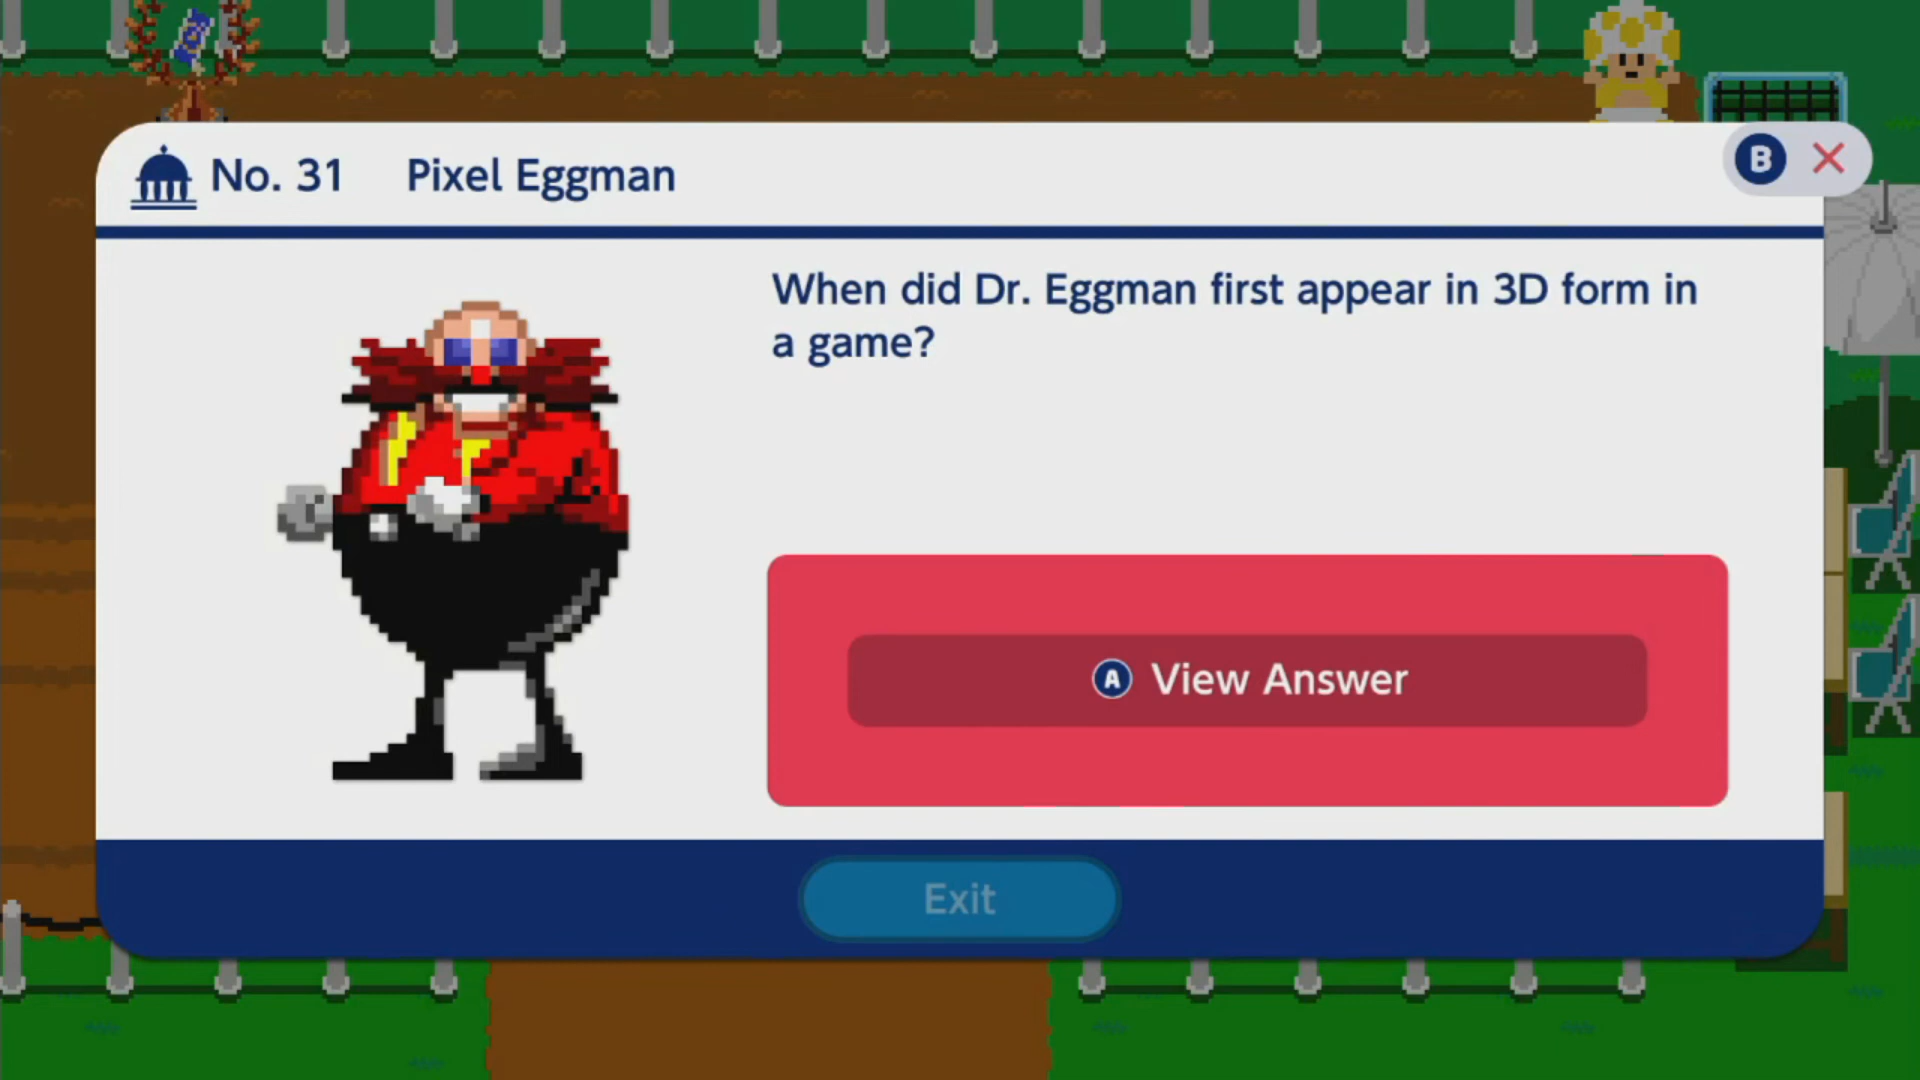 No. 31 Pixel Eggman
B
When did Dr. Eggman first appear in 3D form in
a game?
A View Answer
Exit